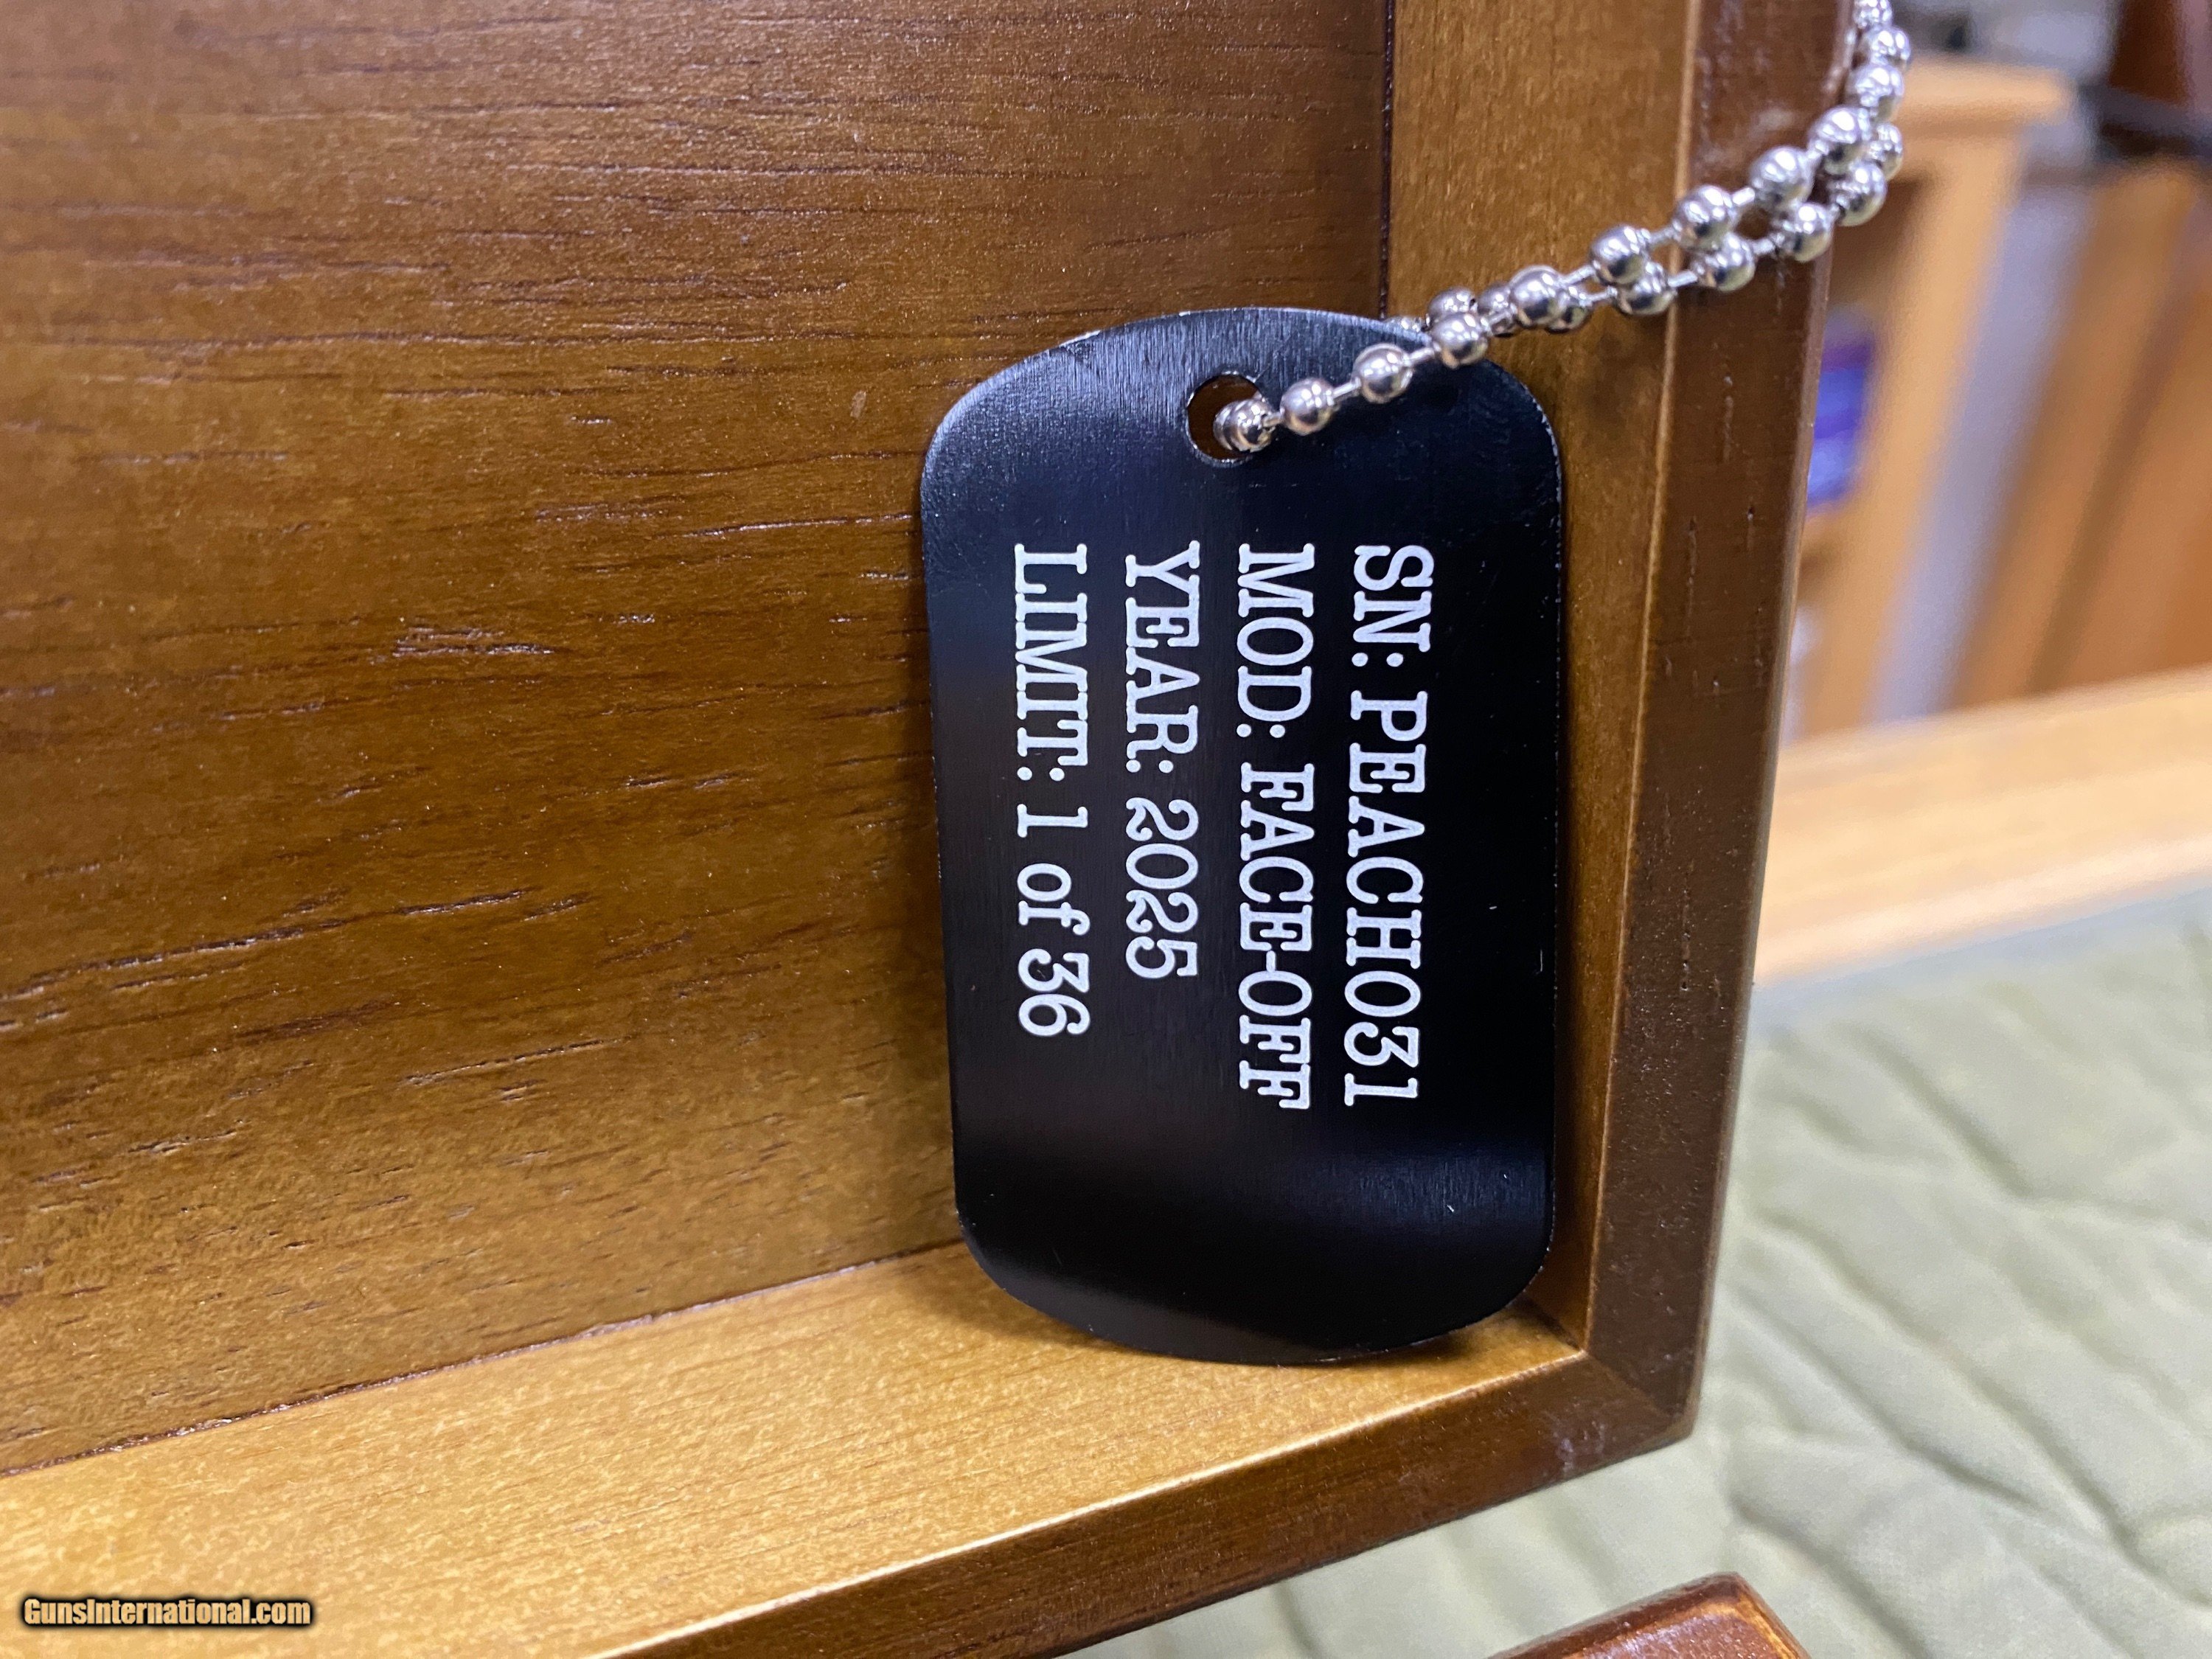 SN: PEACH031
MOD: FACE-OFF
YEAR: 2025
LIMIT: 1 of 36
GunsInternational.com